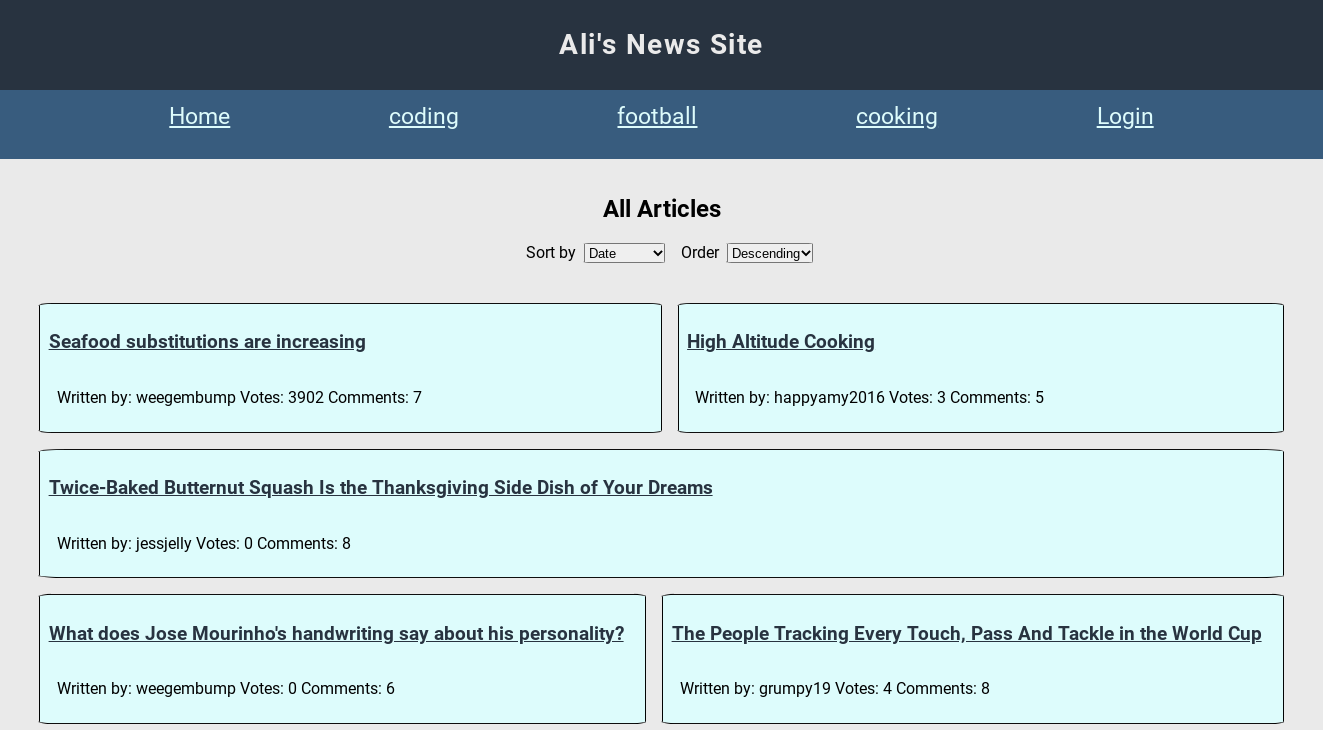 Ali's News Site
Home coding football cooking Login
All Articles
Sort by Date Order Descending
Seafood substitutions are increasing
Written by: weegembump Votes: 3902 Comments: 7
High Altitude Cooking
Written by: happyamy2016 Votes: 3 Comments: 5
Twice-Baked Butternut Squash Is the Thanksgiving Side Dish of Your Dreams
Written by: jessjelly Votes: 0 Comments: 8
What does Jose Mourinho's handwriting say about his personality?
Written by: weegembump Votes: 0 Comments: 6
The People Tracking Every Touch, Pass And Tackle in the World Cup
Written by: grumpy19 Votes: 4 Comments: 8